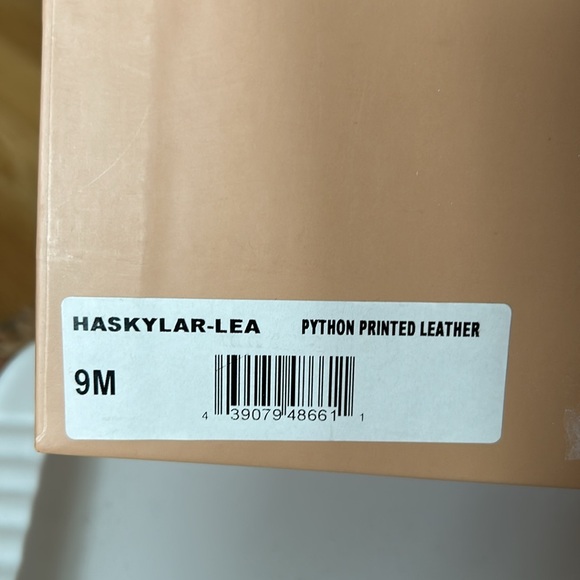 HASKYLAR-LEA PYTHON PRINTED LEATHER
9M
4 39079 48661 1